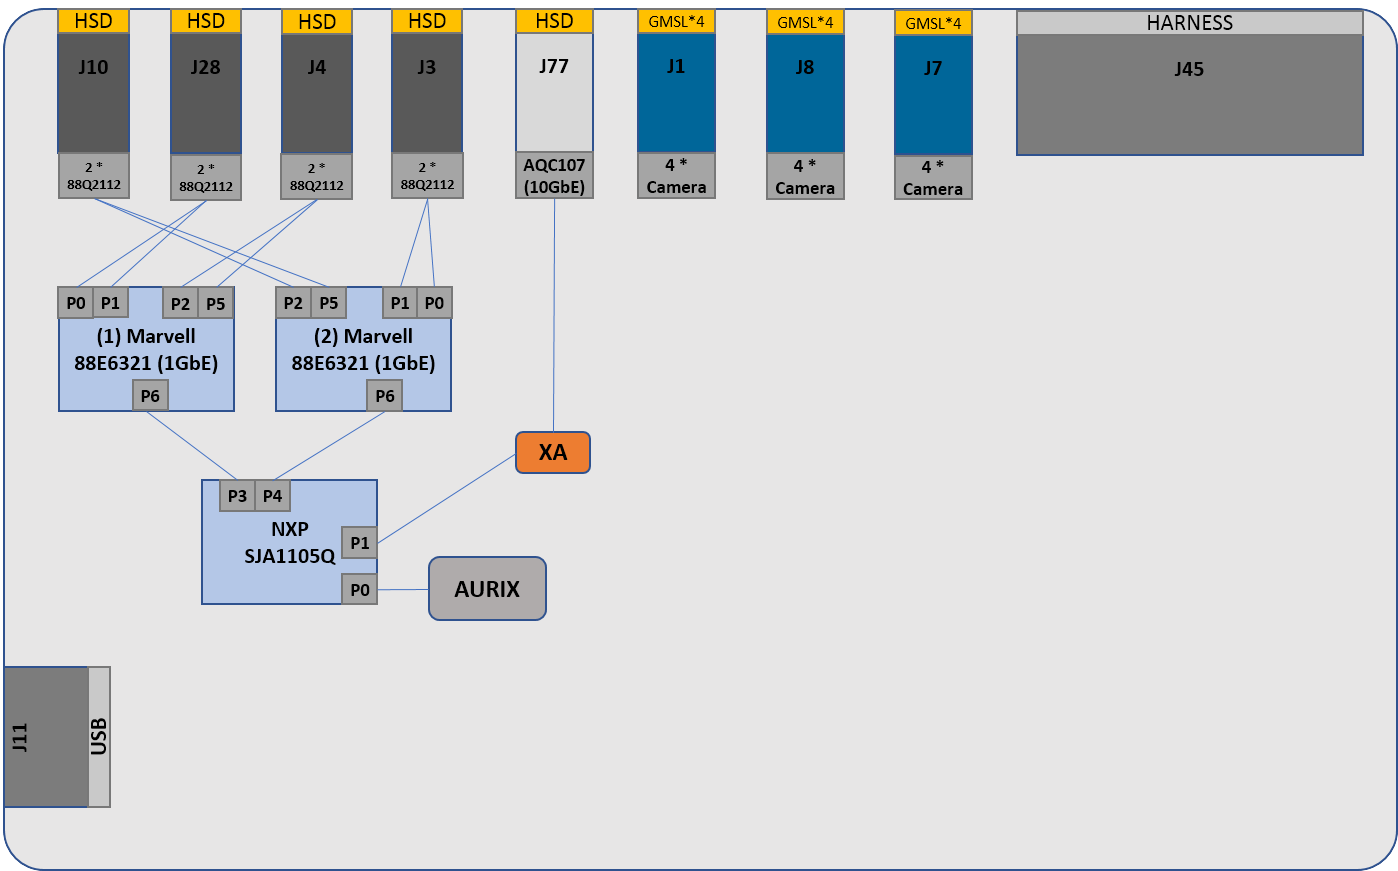 HSD
HSD
HSD
HSD
HSD
GMSL*4
GMSL*4
GMSL*4
HARNESS
J10
J28
J4
J3
J77
J1
J8
J7
J45
2 *
88Q2112
2 *
88Q2112
2 *
88Q2112
2 *
88Q2112
AQC107
(10GbE)
4 *
Camera
4 *
Camera
4 *
Camera
P0
P1
P2
P5
(1) Marvell
88E6321 (1GbE)
P6
P2
P5
P1
P0
(2) Marvell
88E6321 (1GbE)
P6
XA
P3
P4
NXP
SJA1105Q
P1
P0
AURIX
J11
USB